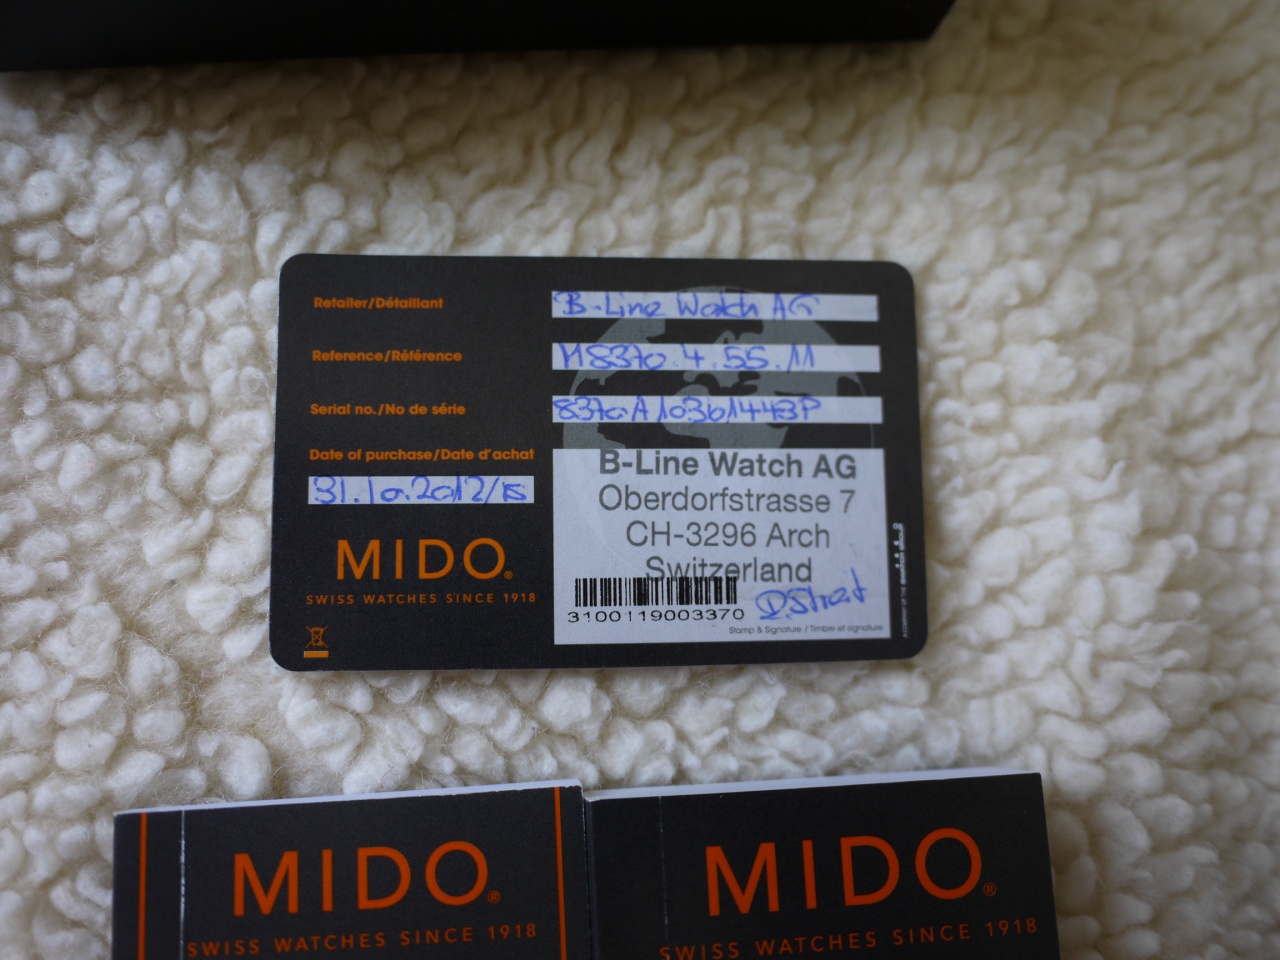 Retailer/Détaillant
B-Line Watch AG
Reference/Référence
M8370.4.55.11
Serial no./No de série
8370A103b1443P
Date of purchase/Date d'achat
31.10.2012/
B-Line Watch AG
Oberdorfstrasse 7
CH-3296 Arch
Switzerland
3100119003370
Stamp & Signature / Timbre et signature
MIDO®
SWISS WATCHES SINCE 1918
MIDO®
SWISS WATCHES SINCE 1918
MIDO®
SWISS WATCHES SINCE 1918